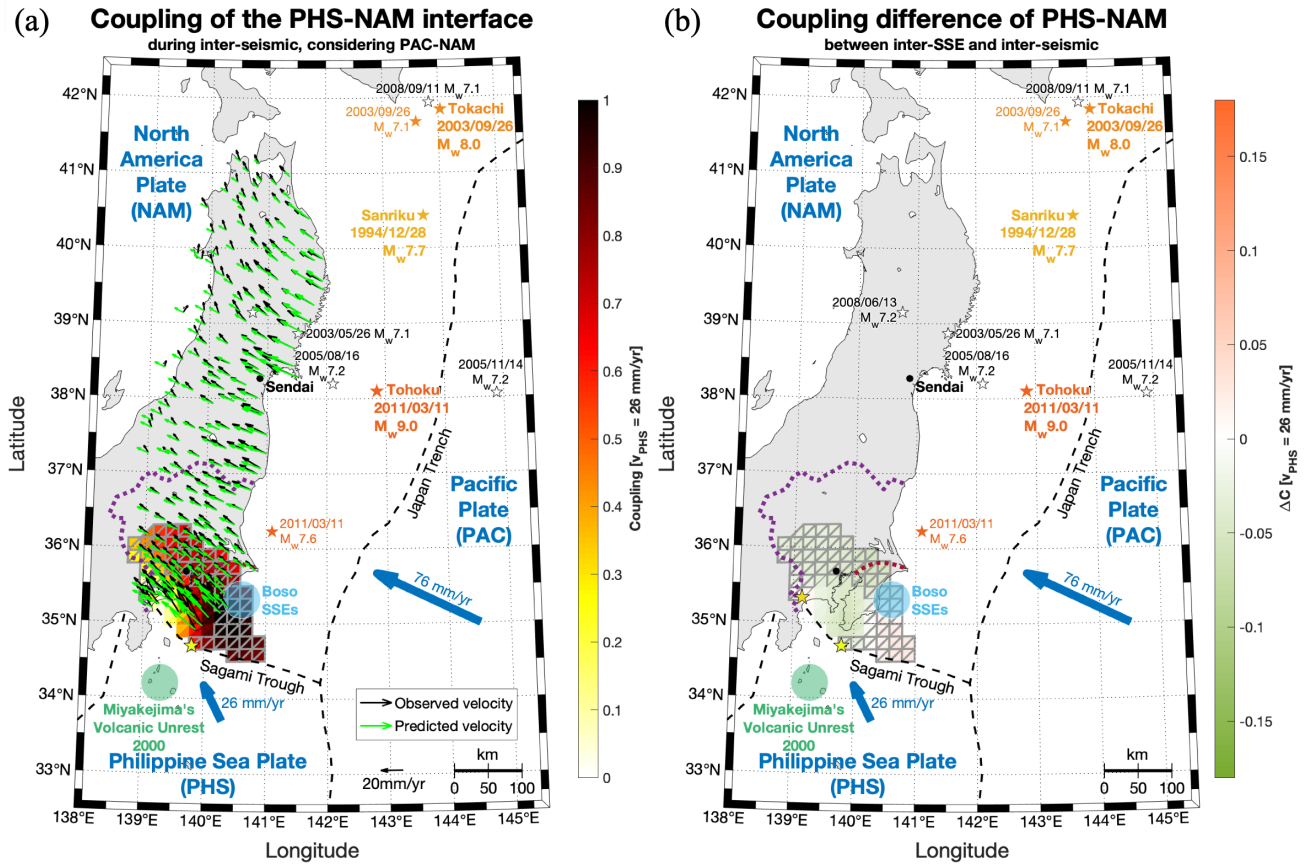 (a)
Coupling of the PHS-NAM interface
during inter-seismic, considering PAC-NAM
42°N
41°N
40°N
39°N
38°N
37°N
36°N
35°N
34°N
33°N
Latitude
138°E
139°E
140°E
141°E
142°E
143°E
144°E
145°E
Longitude
North
America
Plate
(NAM)
2008/09/11 Mw7.1
2003/09/26
Mw7.1
Tokachi
2003/09/26
Mw8.0
Sanriku
1994/12/28
Mw7.7
2003/05/26 Mw7.1
2005/08/16
Mw7.2
2005/11/14
Mw7.2
Sendai
Tohoku
2011/03/11
Mw9.0
Japan Trench
Pacific
Plate
(PAC)
2011/03/11
Mw7.6
76 mm/yr
Boso
SSEs
Sagami Trough
26 mm/yr
Miyakejima's
Volcanic Unrest
2000
Philippine Sea Plate
(PHS)
Observed velocity
Predicted velocity
20mm/yr
km
0 50 100
1
0.9
0.8
0.7
0.6
0.5
0.4
0.3
0.2
0.1
0
Coupling [vPHS = 26 mm/yr]
(b)
Coupling difference of PHS-NAM
between inter-SSE and inter-seismic
42°N
41°N
40°N
39°N
38°N
37°N
36°N
35°N
34°N
33°N
Latitude
138°E
139°E
140°E
141°E
142°E
143°E
144°E
145°E
Longitude
North
America
Plate
(NAM)
2008/09/11 Mw7.1
2003/09/26
Mw7.1
Tokachi
2003/09/26
Mw8.0
Sanriku
1994/12/28
Mw7.7
2008/06/13
Mw7.2
2003/05/26 Mw7.1
2005/08/16
Mw7.2
2005/11/14
Mw7.2
Sendai
Tohoku
2011/03/11
Mw9.0
Japan Trench
Pacific
Plate
(PAC)
2011/03/11
Mw7.6
76 mm/yr
Boso
SSEs
Sagami Trough
26 mm/yr
Miyakejima's
Volcanic Unrest
2000
Philippine Sea Plate
(PHS)
km
0 50 100
0.15
0.1
0.05
0
-0.05
-0.1
-0.15
ΔC [vPHS = 26 mm/yr]